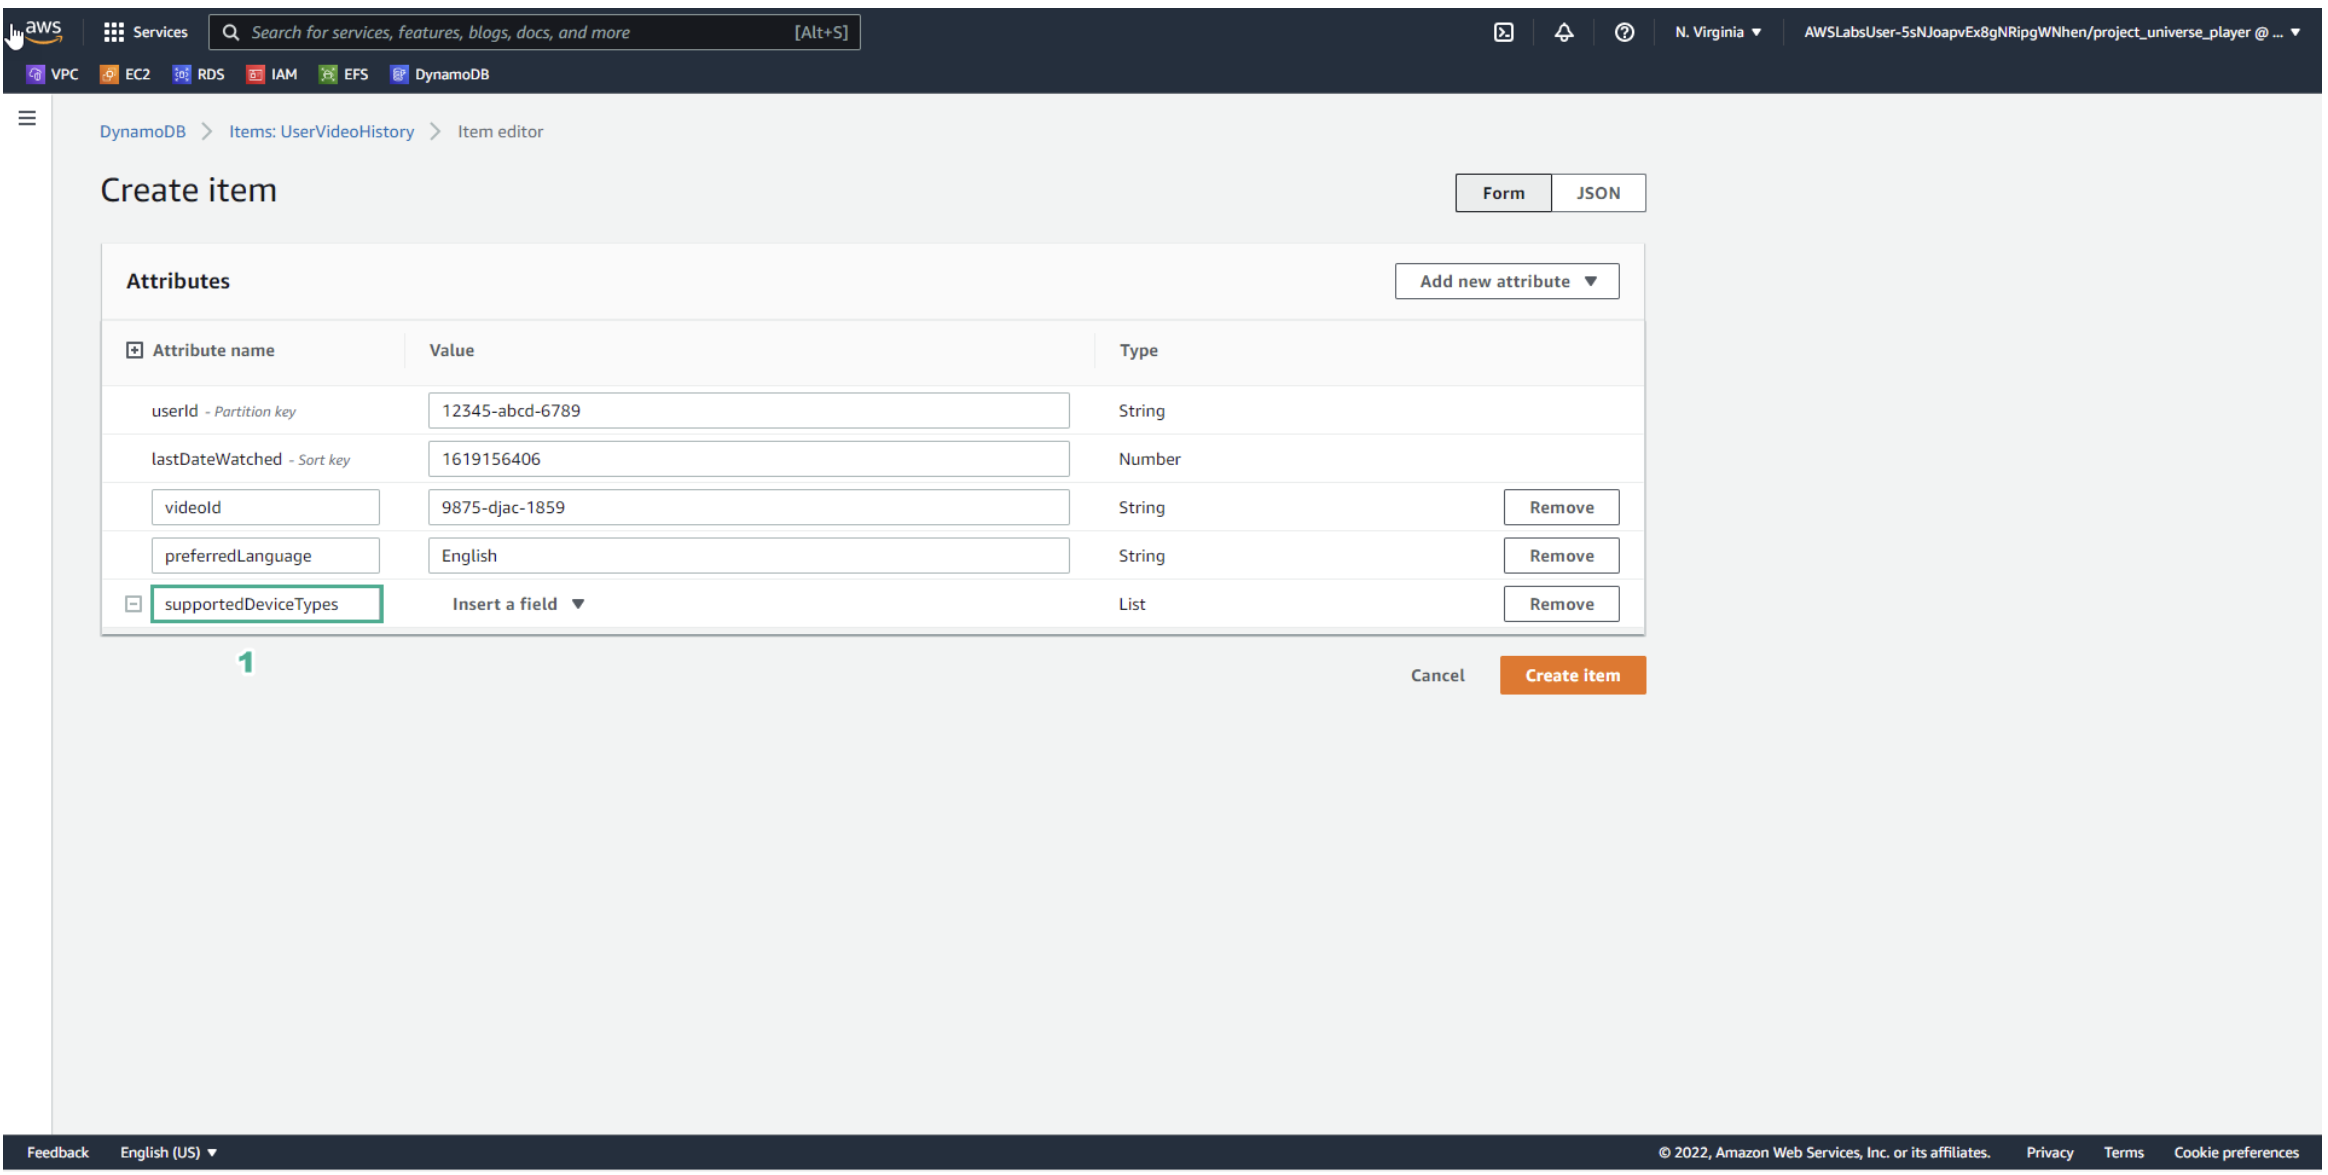 aws Services Search for services, features, blogs, docs, and more [Alt+S] N. Virginia ▼ AWSLabsUser-5sNJoapvEx8gNRipgWNhen/project_universe_player @ ... ▼
VPC EC2 RDS IAM EFS DynamoDB
DynamoDB > Items: UserVideoHistory > Item editor
Create item
Form JSON
Attributes
Add new attribute ▼
Attribute name Value Type
userId - Partition key 12345-abcd-6789 String
lastDateWatched - Sort key 1619156406 Number
videoId 9875-djac-1859 String Remove
preferredLanguage English String Remove
supportedDeviceTypes Insert a field ▼ List Remove
1
Cancel Create item
Feedback English (US) ▼ © 2022, Amazon Web Services, Inc. or its affiliates. Privacy Terms Cookie preferences